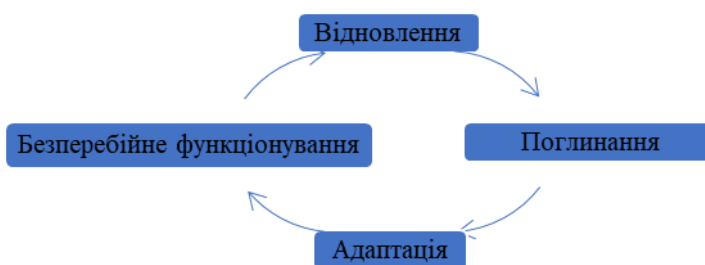 Відновлення
Безперебійне функціонування
Поглинання
Адаптація